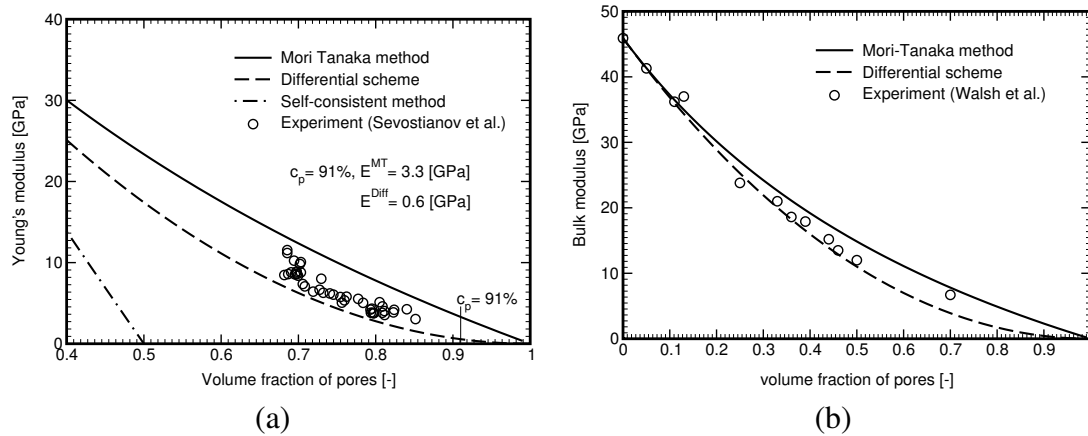 40
30
20
10
0
0.4
0.5
0.6
0.7
0.8
0.9
1
Young's modulus [GPa]
Volume fraction of pores [-]
Mori Tanaka method
Differential scheme
Self-consistent method
Experiment (Sevostianov et al.)
c_p= 91%, E^MT= 3.3 [GPa]
E^Diff= 0.6 [GPa]
c_p= 91%
(a)
50
40
30
20
10
0
0
0.1
0.2
0.3
0.4
0.5
0.6
0.7
0.8
0.9
Bulk modulus [GPa]
volume fraction of pores [-]
Mori-Tanaka method
Differential scheme
Experiment (Walsh et al.)
(b)